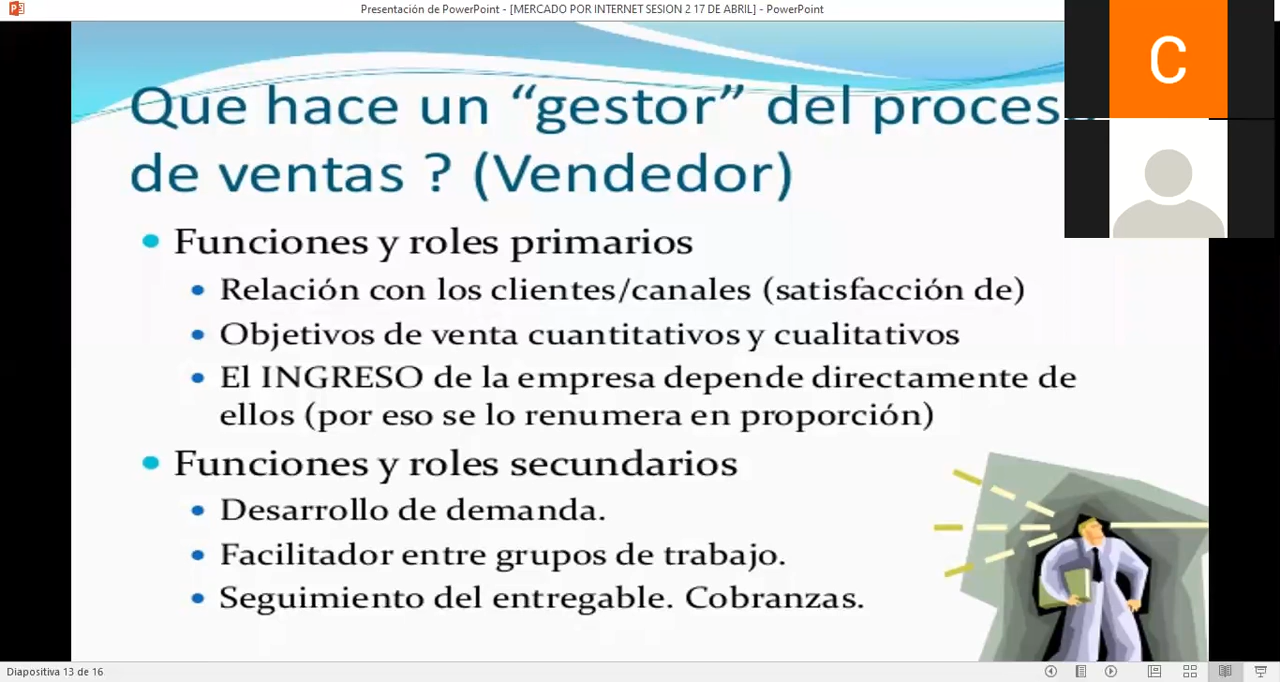 Presentación de PowerPoint - [MERCADO POR INTERNET SESION 2 17 DE ABRIL] - PowerPoint
C
Que hace un “gestor” del proceso
de ventas ? (Vendedor)
• Funciones y roles primarios
• Relación con los clientes/canales (satisfacción de)
• Objetivos de venta cuantitativos y cualitativos
• El INGRESO de la empresa depende directamente de
ellos (por eso se lo renumera en proporción)
• Funciones y roles secundarios
• Desarrollo de demanda.
• Facilitador entre grupos de trabajo.
• Seguimiento del entregable. Cobranzas.
Diapositiva 13 de 16